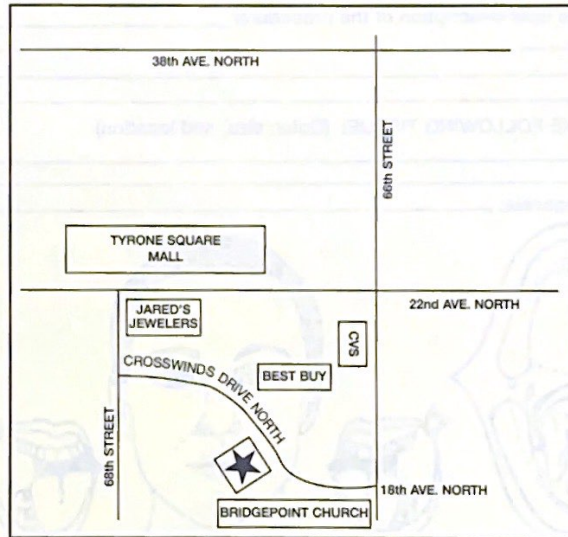 38th AVE. NORTH
66th STREET
TYRONE SQUARE
MALL
22nd AVE. NORTH
JARED'S
JEWELERS
CVS
CROSSWINDS DRIVE NORTH
BEST BUY
68th STREET
18th AVE. NORTH
BRIDGEPOINT CHURCH